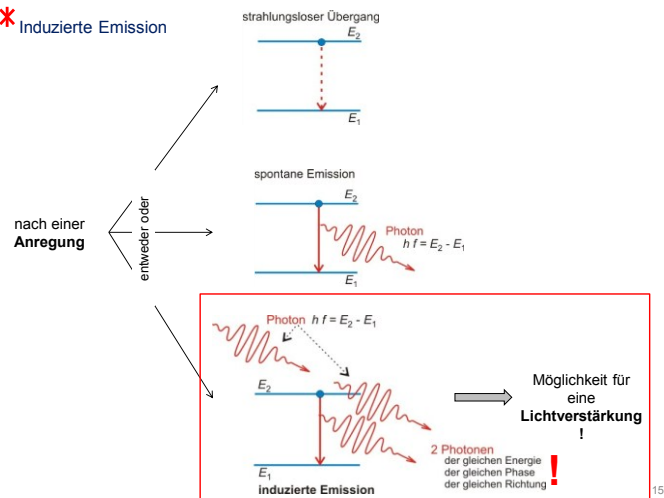 * Induzierte Emission
strahlungsloser Übergang
E₂
E₁
spontane Emission
E₂
Photon
h f = E₂ - E₁
E₁
nach einer
Anregung
entweder oder
Photon h f = E₂ - E₁
E₂
E₁
induzierte Emission
2 Photonen
der gleichen Energie
der gleichen Phase
der gleichen Richtung
!
Möglichkeit für
eine
Lichtverstärkung
!
15